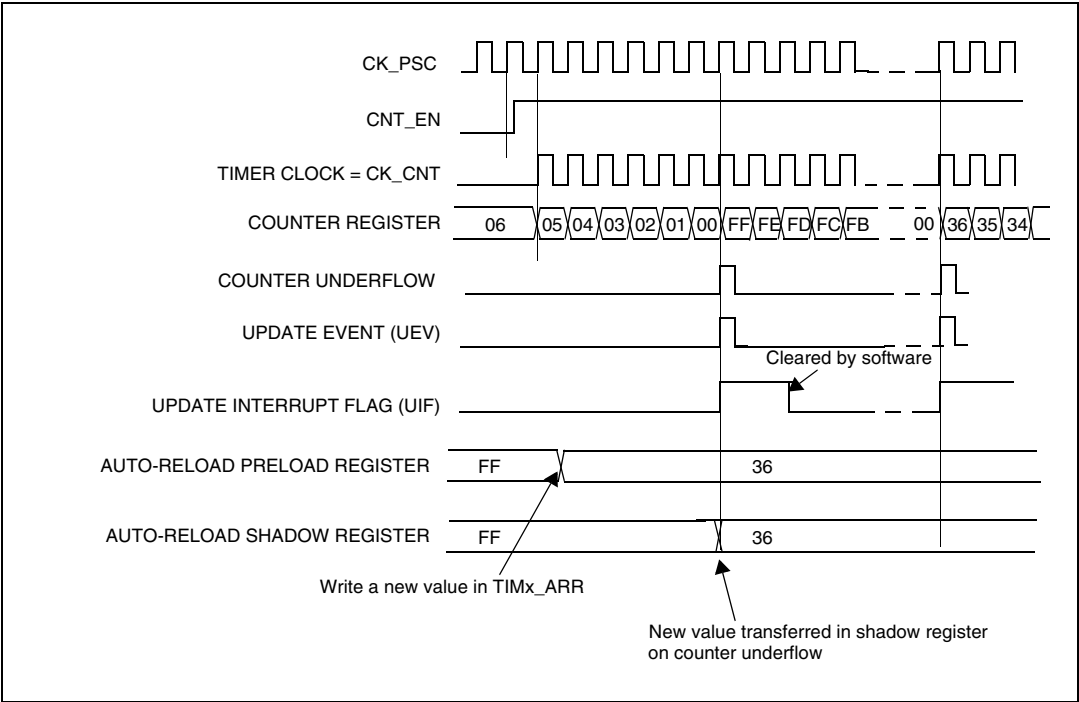 CK_PSC
CNT_EN
TIMER CLOCK = CK_CNT
COUNTER REGISTER 06 05 04 03 02 01 00 FF FE FD FC FB 00 36 35 34
COUNTER UNDERFLOW
UPDATE EVENT (UEV)
Cleared by software
UPDATE INTERRUPT FLAG (UIF)
AUTO-RELOAD PRELOAD REGISTER FF 36
AUTO-RELOAD SHADOW REGISTER FF 36
Write a new value in TIMx_ARR
New value transferred in shadow register
on counter underflow